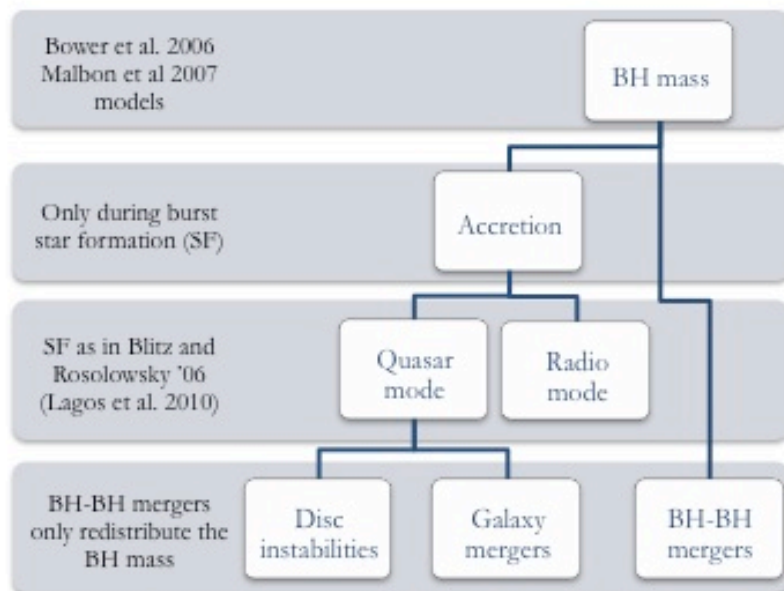 Bower et al. 2006
Malbon et al 2007
models
BH mass
Only during burst
star formation (SF)
Accretion
SF as in Blitz and
Rosolowsky '06
(Lagos et al. 2010)
Quasar
mode
Radio
mode
BH-BH mergers
only redistribute the
BH mass
Disc
instabilities
Galaxy
mergers
BH-BH
mergers